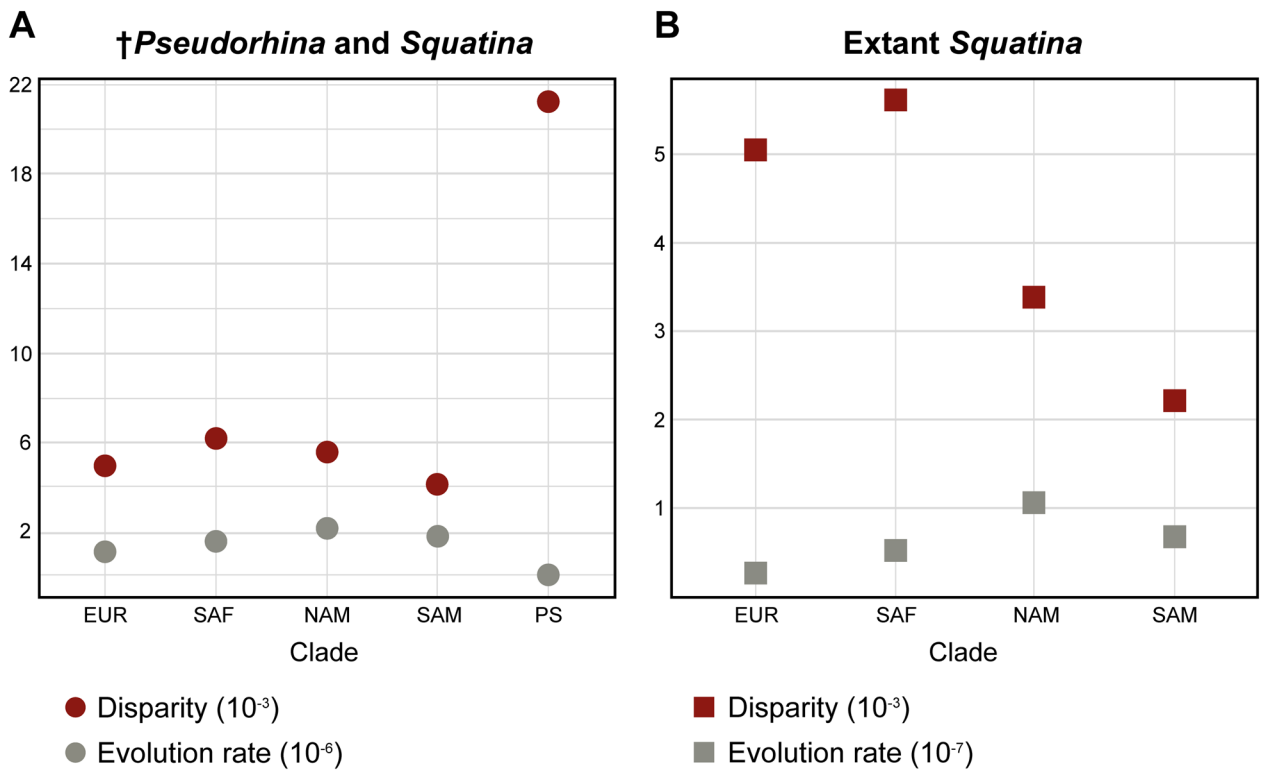 A
†Pseudorhina and Squatina
22
18
14
10
6
2
EUR SAF NAM SAM PS
Clade
Disparity (10⁻³)
Evolution rate (10⁻⁶)
B
Extant Squatina
5
4
3
2
1
EUR SAF NAM SAM
Clade
Disparity (10⁻³)
Evolution rate (10⁻⁷)